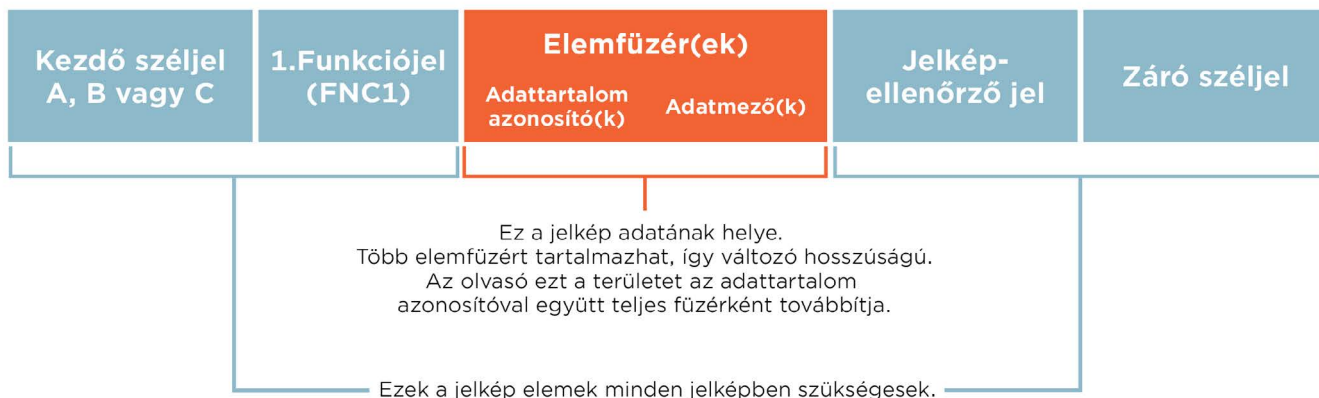 Kezdő széljel
A, B vagy C
1.Funkciójel
(FNC1)
Elemfüzér(ek)
Adattartalom
azonosító(k)
Adatmező(k)
Jelkép-
ellenőrző jel
Záró széljel
Ez a jelkép adatának helye.
Több elemfüzért tartalmazhat, így változó hosszúságú.
Az olvasó ezt a területet az adattartalom
azonosítóval együtt teljes füzérként továbbítja.
Ezek a jelkép elemek minden jelképben szükségesek.